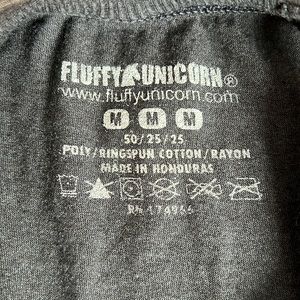 FLUFFY UNICORN®
www.fluffyunicorn.com
M M M
50/25/25
POLY/RINGSPUN COTTON/RAYON
MADE IN HONDURAS
RN 174966